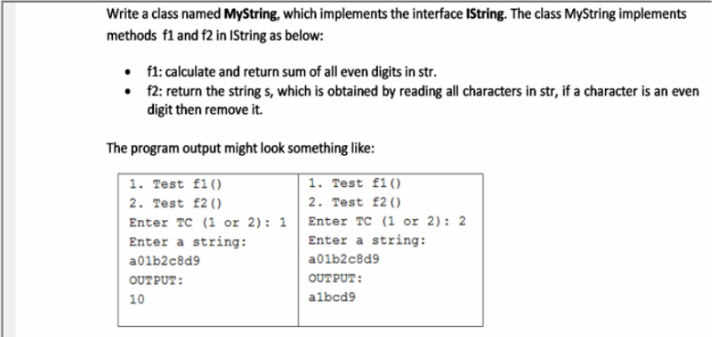 Write a class named MyString, which implements the interface IString. The class MyString implements
methods f1 and f2 in IString as below:
• f1: calculate and return sum of all even digits in str.
• f2: return the string s, which is obtained by reading all characters in str, if a character is an even
digit then remove it.
The program output might look something like:
1. Test f1()
2. Test f2()
Enter TC (1 or 2): 1
Enter a string:
a01b2c8d9
OUTPUT:
10
1. Test f1()
2. Test f2()
Enter TC (1 or 2): 2
Enter a string:
a01b2c8d9
OUTPUT:
a1bcd9